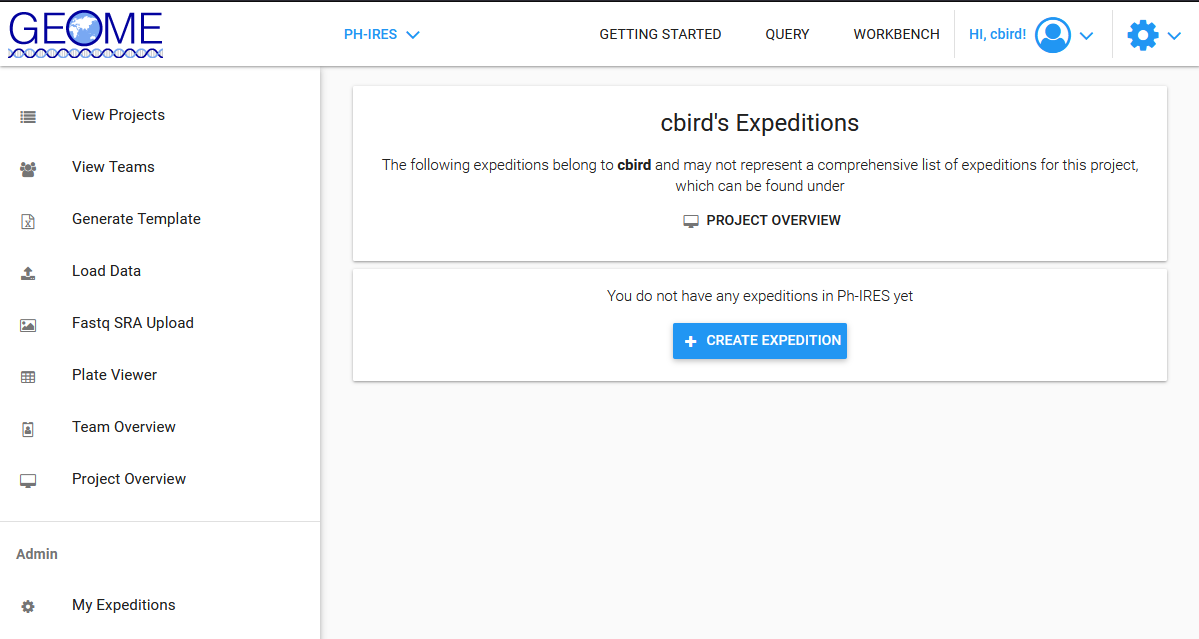 GEOME
PH-IRES
GETTING STARTED
QUERY
WORKBENCH
HI, cbird!
View Projects
View Teams
Generate Template
Load Data
Fastq SRA Upload
Plate Viewer
Team Overview
Project Overview
Admin
My Expeditions
cbird's Expeditions
The following expeditions belong to cbird and may not represent a comprehensive list of expeditions for this project,
which can be found under
PROJECT OVERVIEW
You do not have any expeditions in Ph-IRES yet
+ CREATE EXPEDITION